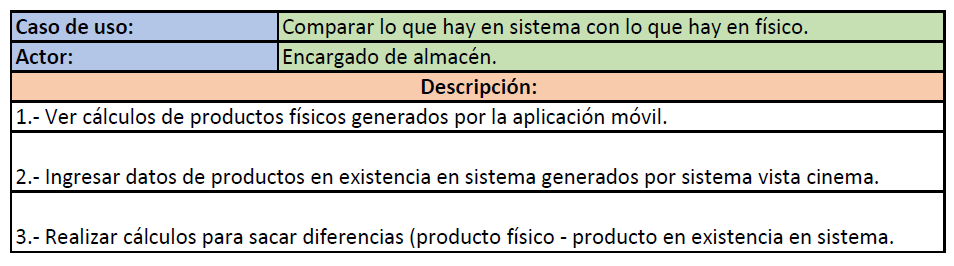 Caso de uso: Comparar lo que hay en sistema con lo que hay en físico.
Actor: Encargado de almacén.
Descripción:
1.- Ver cálculos de productos físicos generados por la aplicación móvil.
2.- Ingresar datos de productos en existencia en sistema generados por sistema vista cinema.
3.- Realizar cálculos para sacar diferencias (producto físico - producto en existencia en sistema.